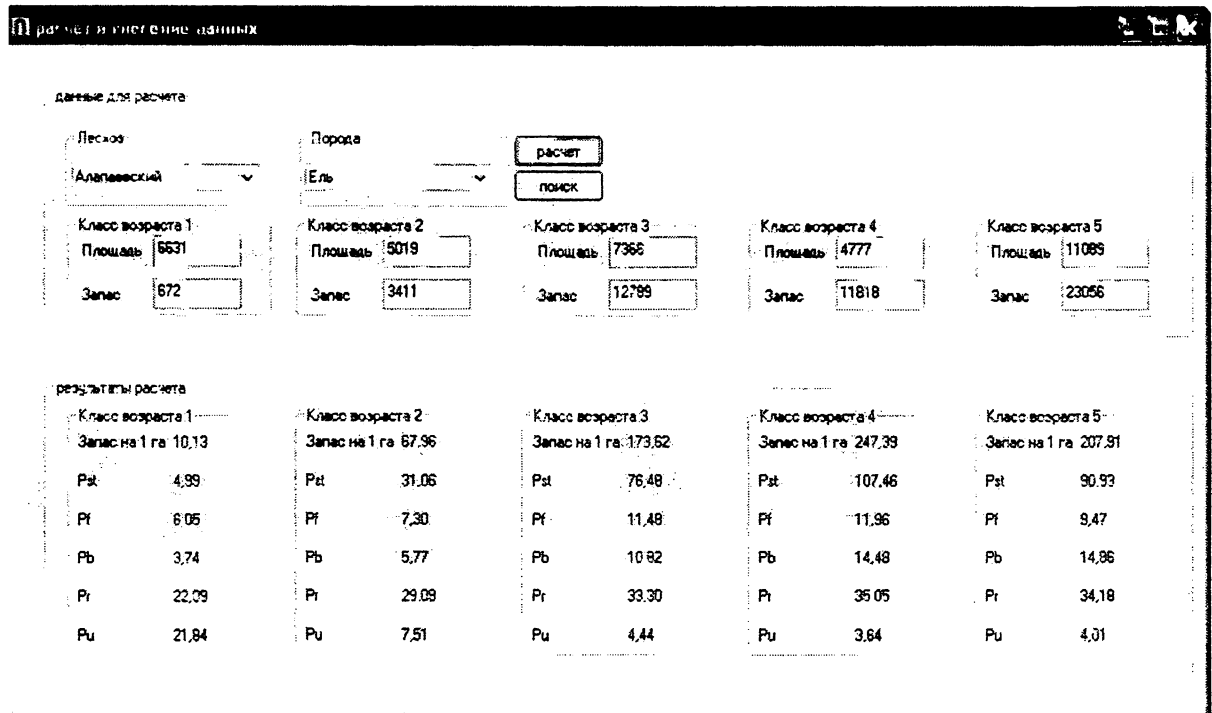 расчет и данных
данные для расчета
Лесхоз Порода
расчет
Алапаевский Ель
поиск
Класс возраста 1 Класс возраста 2 Класс возраста 3 Класс возраста 4 Класс возраста 5
Площадь 6631 Площадь 5019 Площадь 7366 Площадь 4777 Площадь 11089
Запас 672 Запас 3411 Запас 12789 Запас 11818 Запас 23056
результаты расчета
Класс возраста 1 Класс возраста 2 Класс возраста 3 Класс возраста 4 Класс возраста 5
Запас на 1 га 10,13 Запас на 1 га 67,96 Запас на 1 га 173,62 Запас на 1 га 247,39 Запас на 1 га 207,91
Pst 4,99 Pst 31,06 Pst 76,48 Pst 107,46 Pst 90,93
Pf 6,05 Pf 7,30 Pf 11,48 Pf 11,96 Pf 9,47
Pb 3,74 Pb 5,77 Pb 10,82 Pb 14,48 Pb 14,86
Pr 22,09 Pr 29,09 Pr 33,30 Pr 35,05 Pr 34,18
Pu 21,84 Pu 7,51 Pu 4,44 Pu 3,64 Pu 4,01